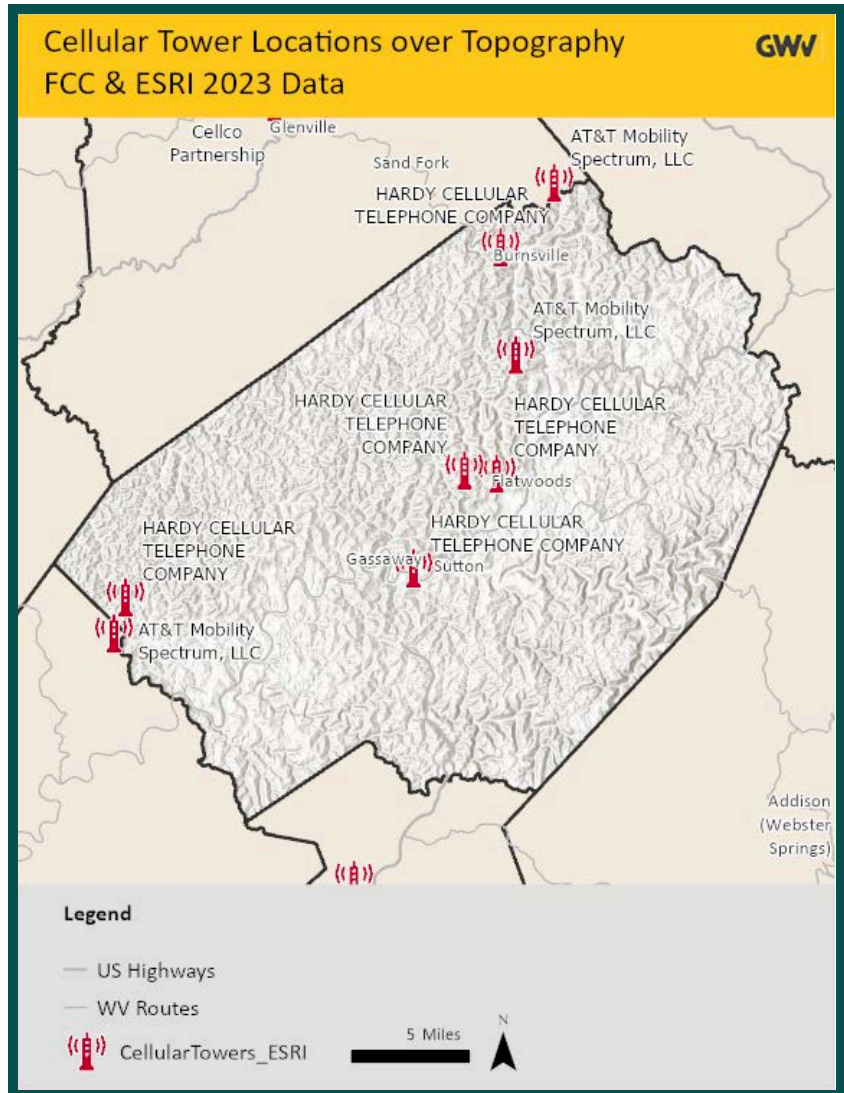 Cellular Tower Locations over Topography
FCC & ESRI 2023 Data
GWV
Cellco
Partnership
Glenville
Sand Fork
AT&T Mobility
Spectrum, LLC
HARDY CELLULAR
TELEPHONE COMPANY
Burnsville
AT&T Mobility
Spectrum, LLC
HARDY CELLULAR
TELEPHONE
COMPANY
HARDY CELLULAR
TELEPHONE
COMPANY
Flatwoods
HARDY CELLULAR
TELEPHONE COMPANY
Gassaway
Sutton
HARDY CELLULAR
TELEPHONE
COMPANY
AT&T Mobility
Spectrum, LLC
Addison
(Webster
Springs)
Legend
US Highways
WV Routes
CellularTowers_ESRI
5 Miles
N